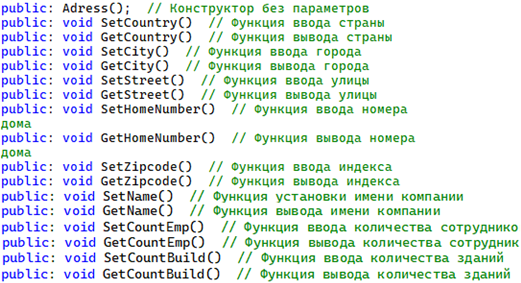 public: Adress();  // Конструктор без параметров
public: void SetCountry()  // Функция ввода страны
public: void GetCountry()  // Функция вывода страны
public: void SetCity()  // Функция ввода города
public: void GetCity()  // Функция вывода города
public: void SetStreet()  // Функция ввода улицы
public: void GetStreet()  // Функция вывода улицы
public: void SetHomeNumber()  // Функция ввода номера
дома
public: void GetHomeNumber()  // Функция вывода номера
дома
public: void SetZipcode()  // Функция ввода индекса
public: void GetZipcode()  // Функция вывода индекса
public: void SetName()  // Функция установки имени компании
public: void GetName()  // Функция вывода имени компании
public: void SetCountEmp()  // Функция ввода количества сотруднико
public: void GetCountEmp()  // Функция вывода количества сотрудник
public: void SetCountBuild()  // Функция ввода количества зданий
public: void GetCountBuild()  // Функция вывода количества зданий